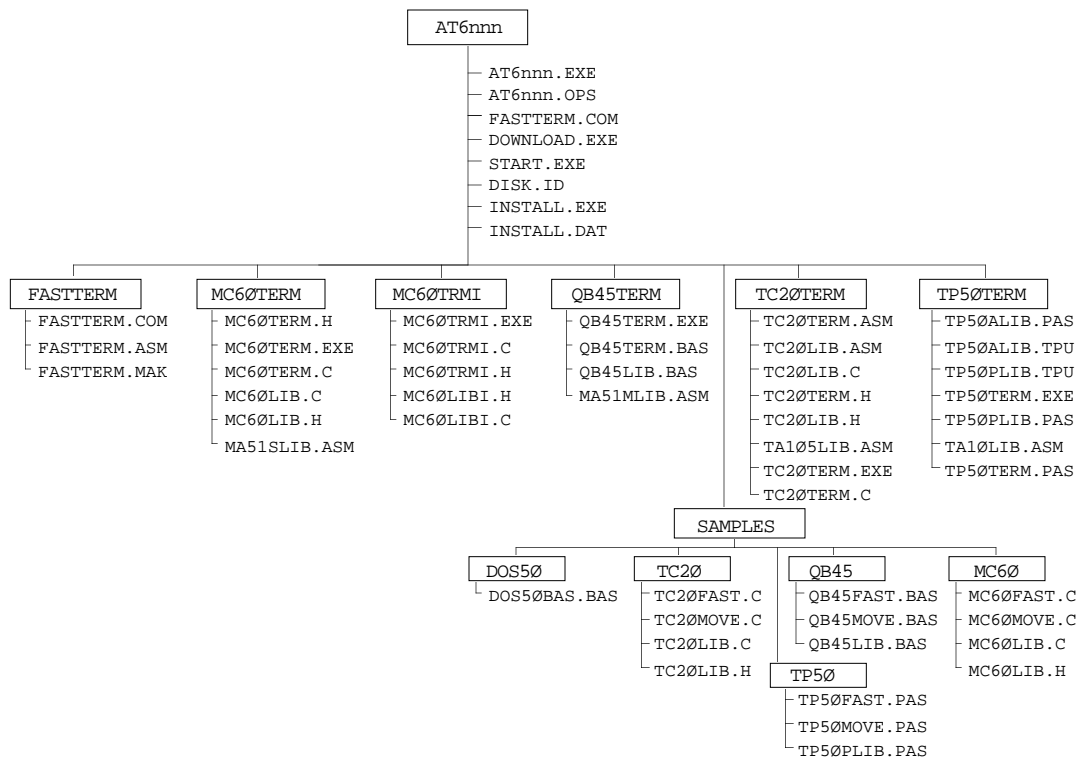 AT6nnn
AT6nnn.EXE
AT6nnn.OPS
FASTTERM.COM
DOWNLOAD.EXE
START.EXE
DISK.ID
INSTALL.EXE
INSTALL.DAT
FASTTERM
FASTTERM.COM
FASTTERM.ASM
FASTTERM.MAK
MC6ØTERM
MC6ØTERM.H
MC6ØTERM.EXE
MC6ØTERM.C
MC6ØLIB.C
MC6ØLIB.H
MA51SLIB.ASM
MC6ØTRMI
MC6ØTRMI.EXE
MC6ØTRMI.C
MC6ØTRMI.H
MC6ØLIBI.H
MC6ØLIBI.C
QB45TERM
QB45TERM.EXE
QB45TERM.BAS
QB45LIB.BAS
MA51MLIB.ASM
TC2ØTERM
TC2ØTERM.ASM
TC2ØLIB.ASM
TC2ØLIB.C
TC2ØTERM.H
TC2ØLIB.H
TA1Ø5LIB.ASM
TC2ØTERM.EXE
TC2ØTERM.C
TP5ØTERM
TP5ØALIB.PAS
TP5ØALIB.TPU
TP5ØPLIB.TPU
TP5ØTERM.EXE
TP5ØPLIB.PAS
TA1ØLIB.ASM
TP5ØTERM.PAS
SAMPLES
DOS5Ø
DOS5ØBAS.BAS
TC2Ø
TC2ØFAST.C
TC2ØMOVE.C
TC2ØLIB.C
TC2ØLIB.H
QB45
QB45FAST.BAS
QB45MOVE.BAS
QB45LIB.BAS
MC6Ø
MC6ØFAST.C
MC6ØMOVE.C
MC6ØLIB.C
MC6ØLIB.H
TP5Ø
TP5ØFAST.PAS
TP5ØMOVE.PAS
TP5ØPLIB.PAS